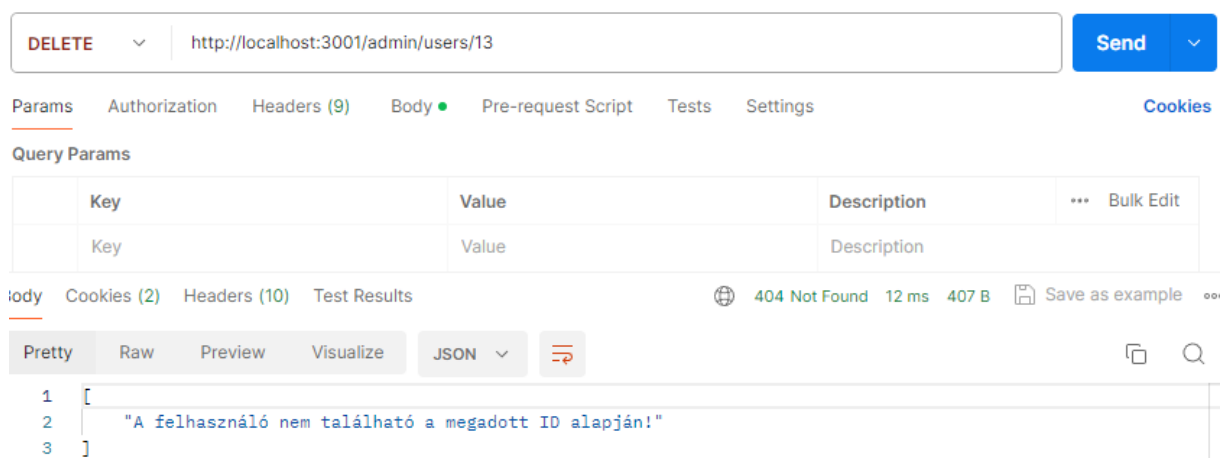 DELETE http://localhost:3001/admin/users/13 Send
Params Authorization Headers (9) Body Pre-request Script Tests Settings Cookies
Query Params
Key Value Description ••• Bulk Edit
Key Value Description
Body Cookies (2) Headers (10) Test Results 404 Not Found 12 ms 407 B Save as example
Pretty Raw Preview Visualize JSON
1 [
2 "A felhasználó nem található a megadott ID alapján!"
3 ]